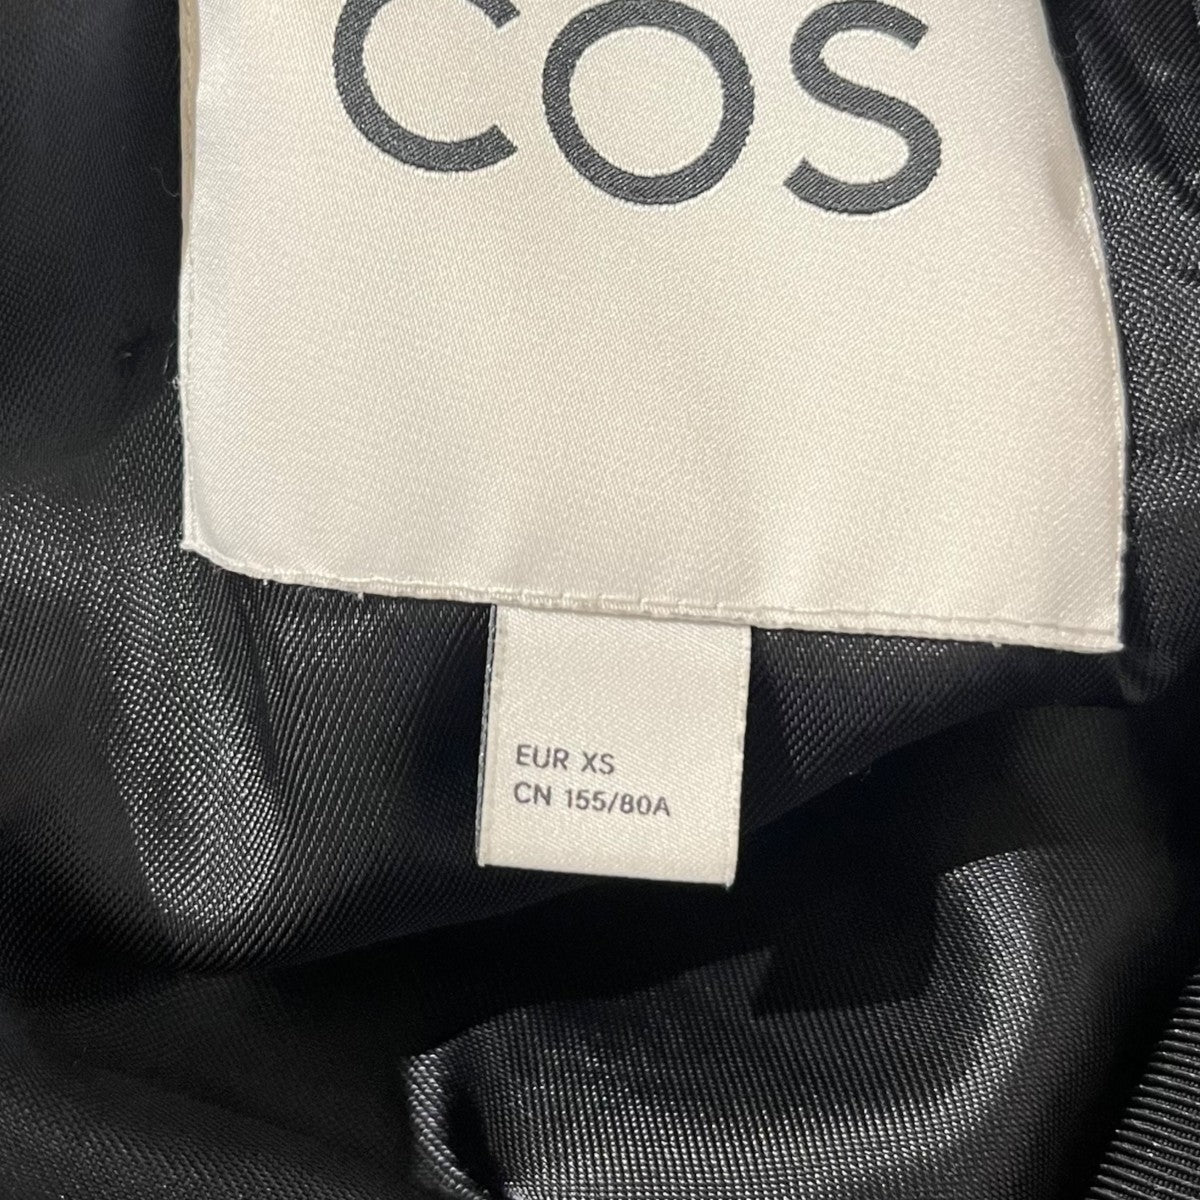 COS
EUR XS
CN 155/80A